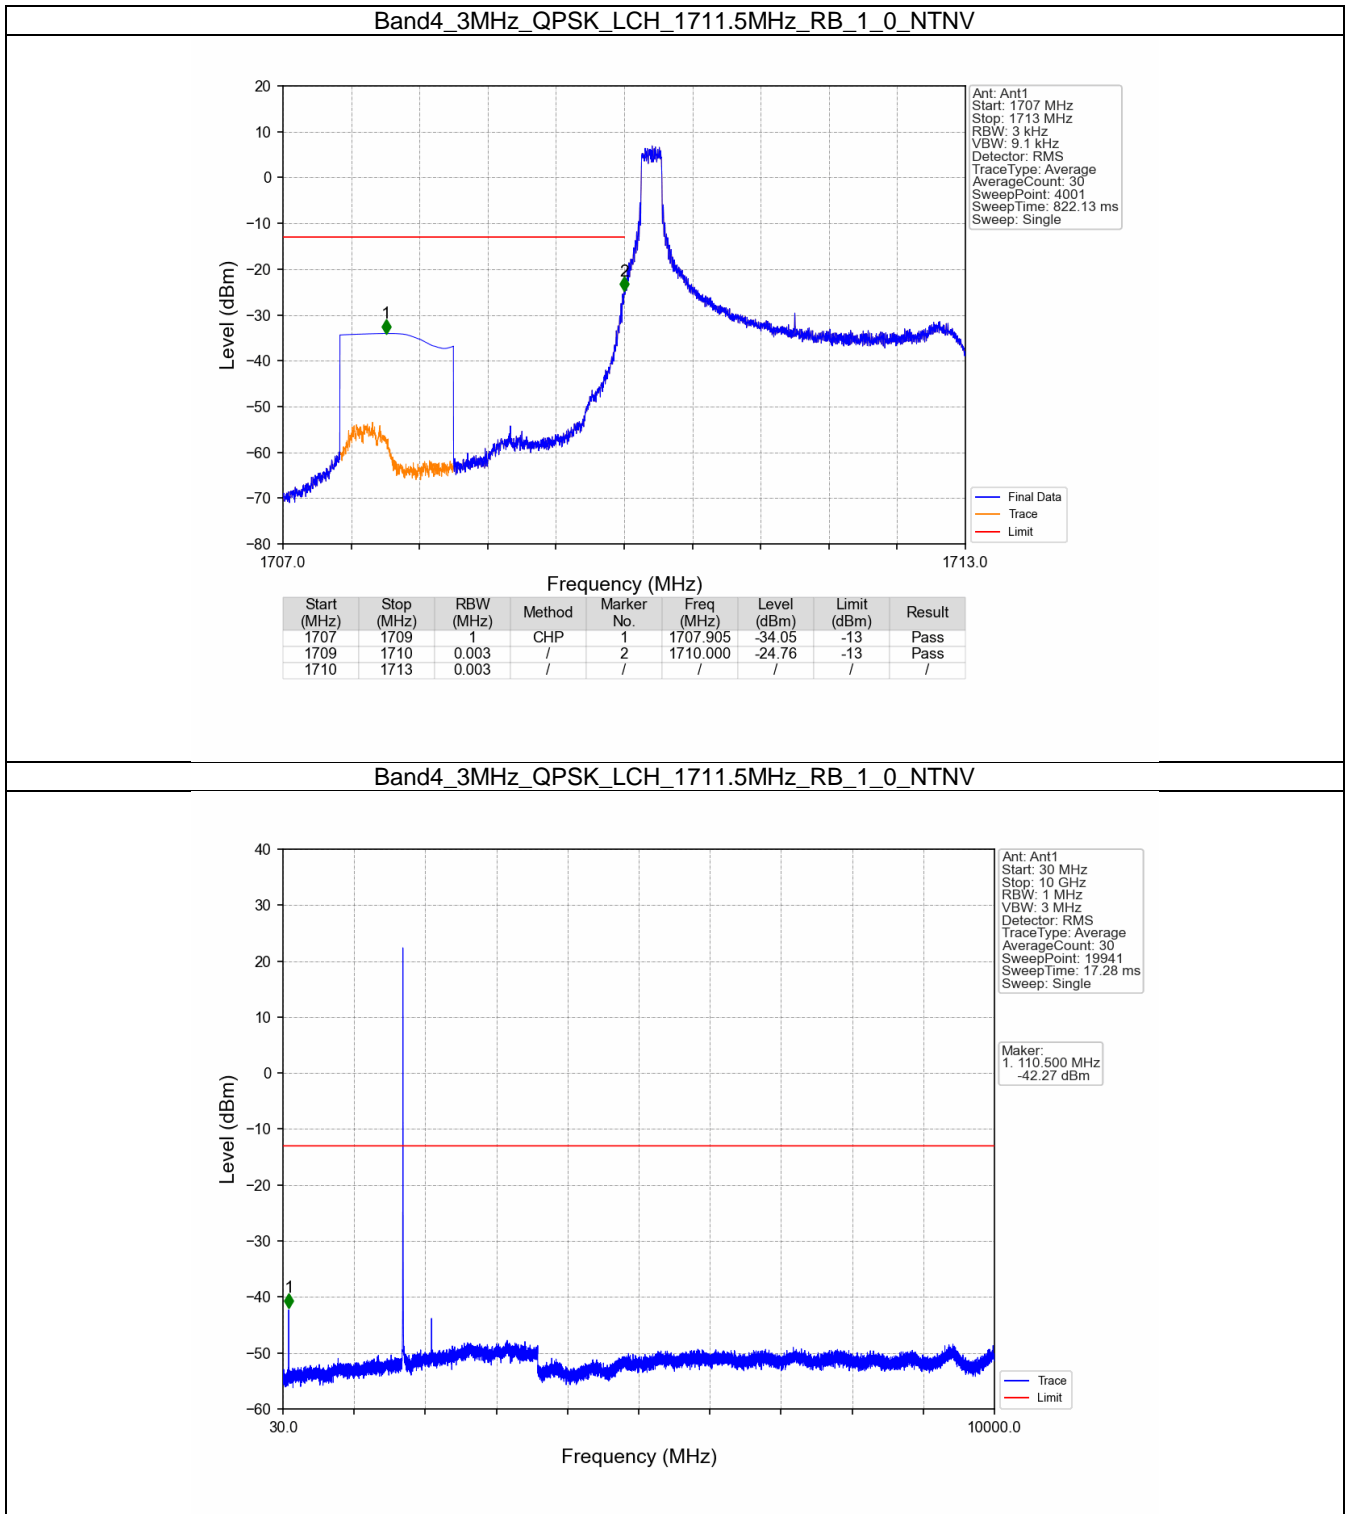 Band4_3MHz_QPSK_LCH_1711.5MHz_RB_1_0_NTNV
20
10
0
−10
−20
−30
−40
−50
−60
−70
−80
Level (dBm)
1
2
1707.0
1713.0
Frequency (MHz)
Ant: Ant1
Start: 1707 MHz
Stop: 1713 MHz
RBW: 3 kHz
VBW: 9.1 kHz
Detector: RMS
TraceType: Average
AverageCount: 30
SweepPoint: 4001
SweepTime: 822.13 ms
Sweep: Single
Final Data
Trace
Limit
Start (MHz) Stop (MHz) RBW (MHz) Method Marker No. Freq (MHz) Level (dBm) Limit (dBm) Result
1707 1709 1 CHP 1 1707.905 -34.05 -13 Pass
1709 1710 0.003 / 2 1710.000 -24.76 -13 Pass
1710 1713 0.003 / / / / / /
Band4_3MHz_QPSK_LCH_1711.5MHz_RB_1_0_NTNV
40
30
20
10
0
−10
−20
−30
−40
−50
−60
Level (dBm)
1
30.0
10000.0
Frequency (MHz)
Ant: Ant1
Start: 30 MHz
Stop: 10 GHz
RBW: 1 MHz
VBW: 3 MHz
Detector: RMS
TraceType: Average
AverageCount: 30
SweepPoint: 19941
SweepTime: 17.28 ms
Sweep: Single
Maker:
1. 110.500 MHz
-42.27 dBm
Trace
Limit